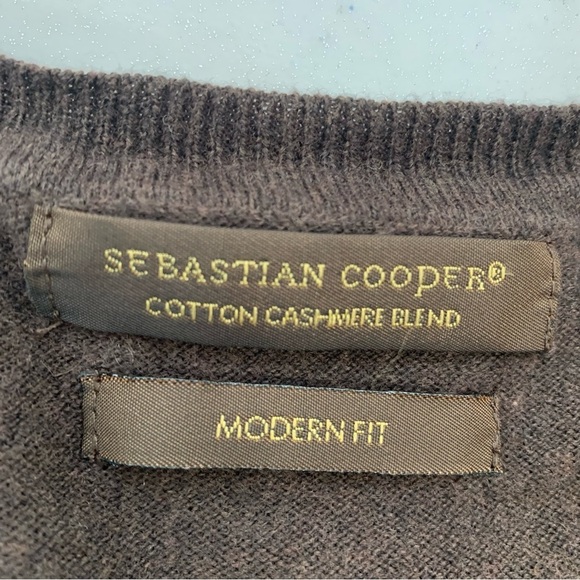 SEBASTIAN COOPER®
COTTON CASHMERE BLEND
MODERN FIT